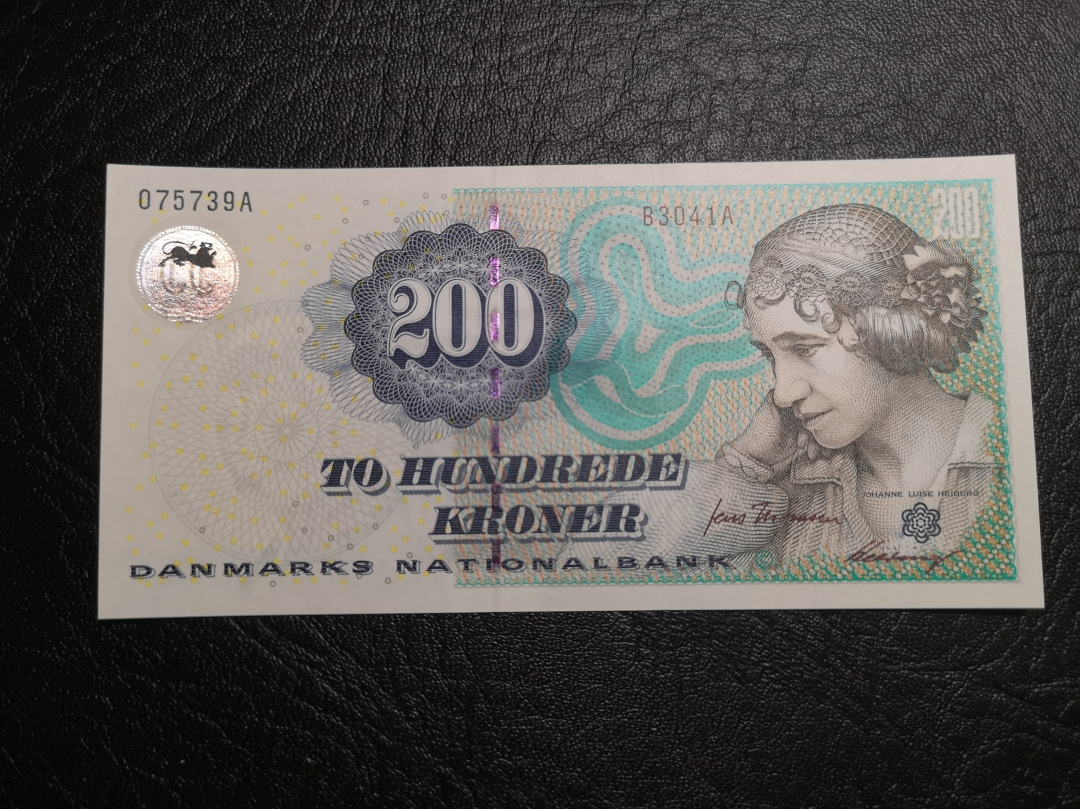 075739A
B3041A
200
200
TO HUNDREDE
KRONER
JOHANNE LUISE HEIBERG
DANMARKS NATIONALBANK